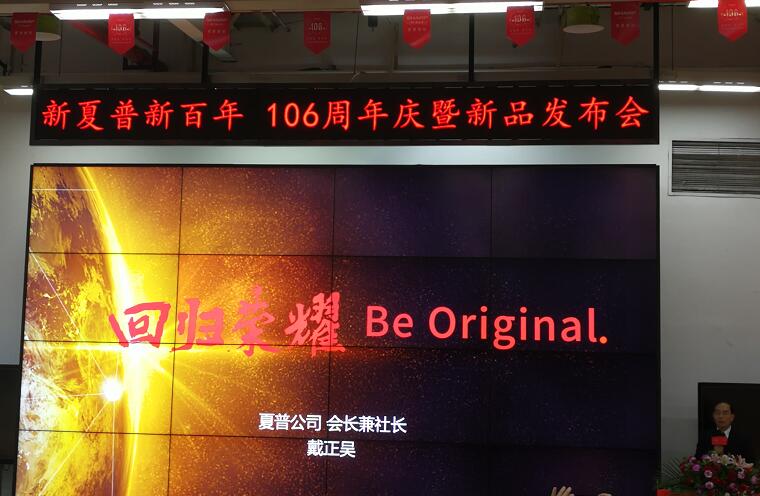 新夏普新百年 106周年庆暨新品发布会
回归荣耀 Be Original.
夏普公司 会长兼社长
戴正吴